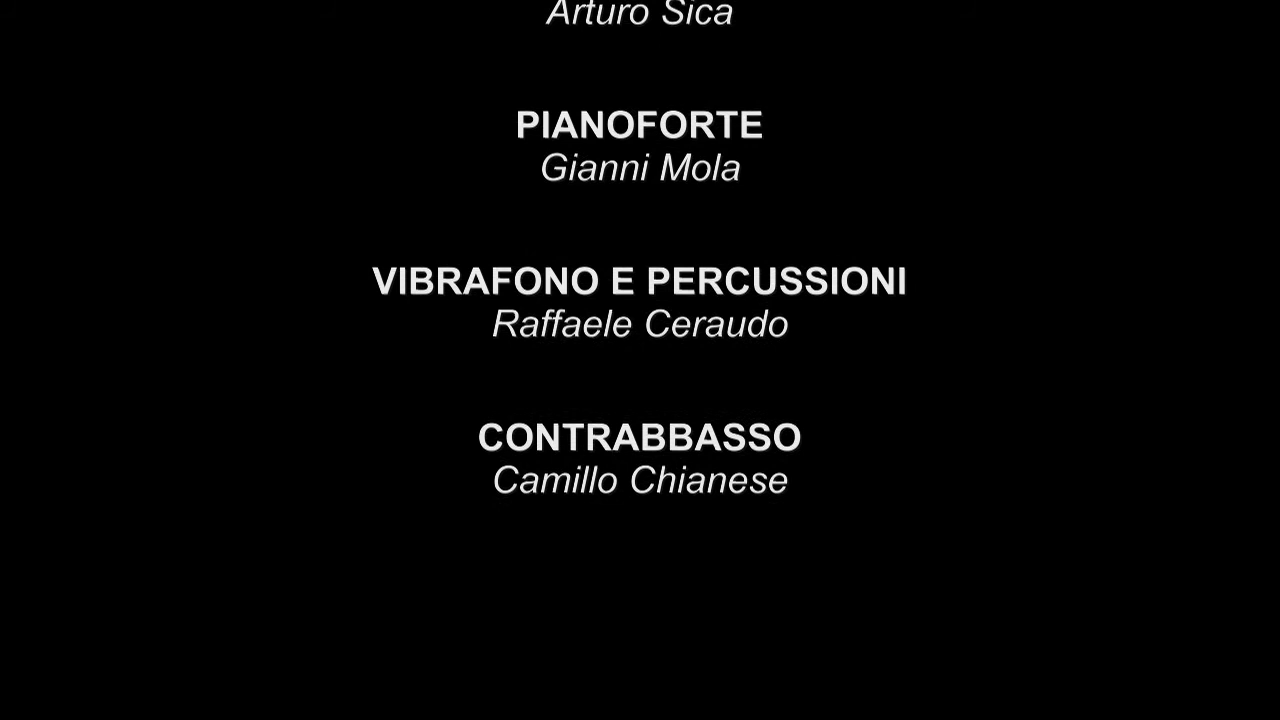 Arturo Sica
PIANOFORTE
Gianni Mola
VIBRAFONO E PERCUSSIONI
Raffaele Ceraudo
CONTRABBASSO
Camillo Chianese